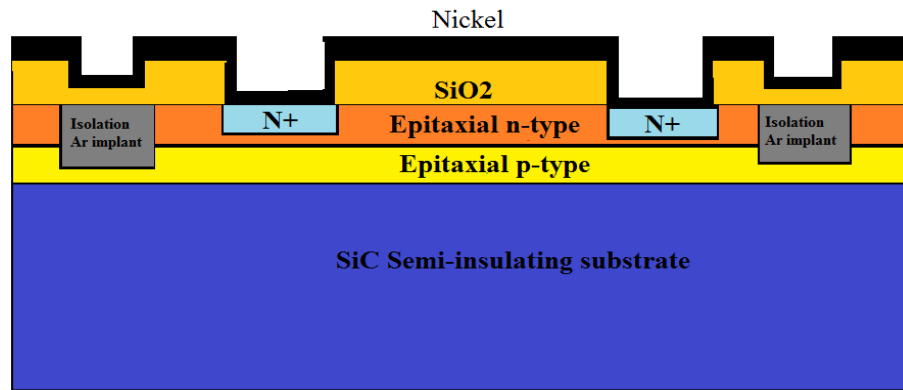 Nickel
SiO2
Isolation
Ar implant
N+
Epitaxial n-type
N+
Isolation
Ar implant
Epitaxial p-type
SiC Semi-insulating substrate